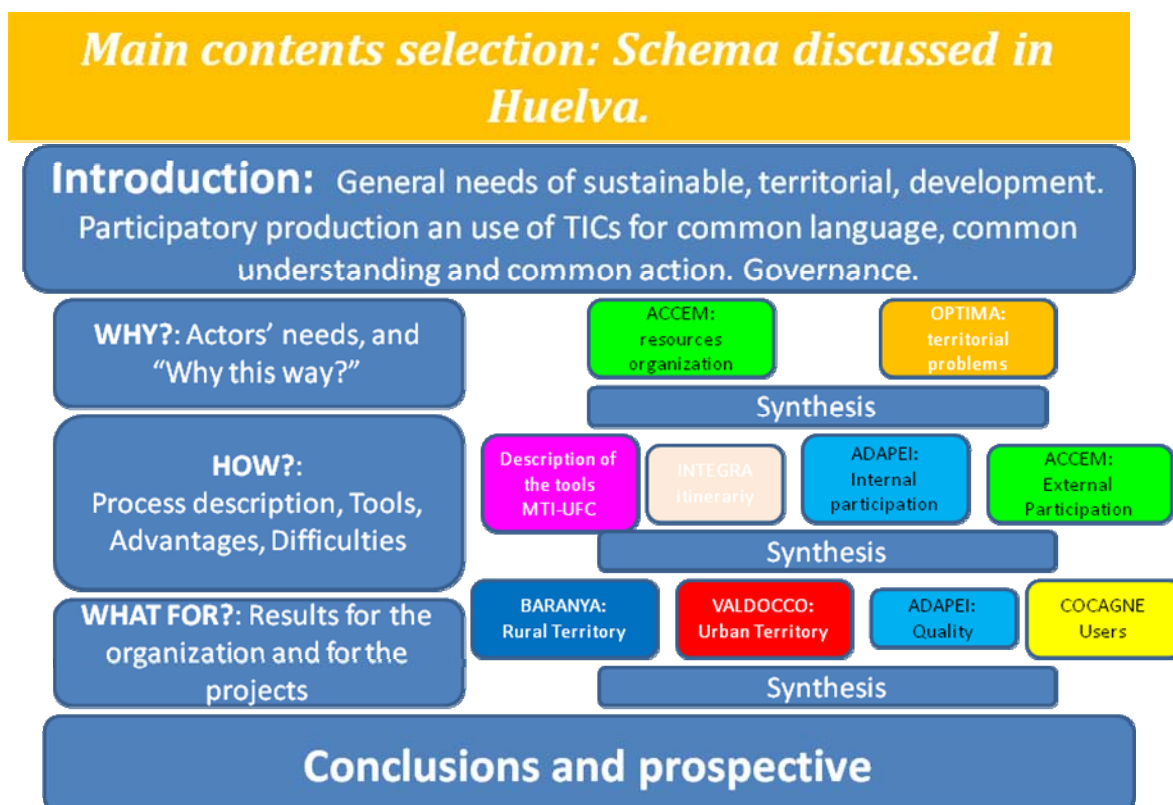 Main contents selection: Schema discussed in
Huelva.
Introduction: General needs of sustainable, territorial, development.
Participatory production an use of TICs for common language, common
understanding and common action. Governance.
WHY?: Actors' needs, and
“Why this way?”
ACCEM:
resources
organization
OPTIMA:
territorial
problems
Synthesis
HOW?:
Process description, Tools,
Advantages, Difficulties
Description of
the tools
MTI-UFC
INTEGRA
itinerariy
ADAPEI:
Internal
participation
ACCEM:
External
Participation
Synthesis
WHAT FOR?: Results for the
organization and for the
projects
BARANYA:
Rural Territory
VALDOCCO:
Urban Territory
ADAPEI:
Quality
COCAGNE
Users
Synthesis
Conclusions and prospective